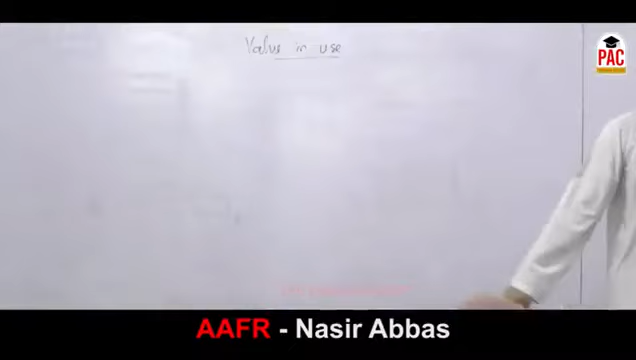 Value in use
PAC
AAFR - Nasir Abbas